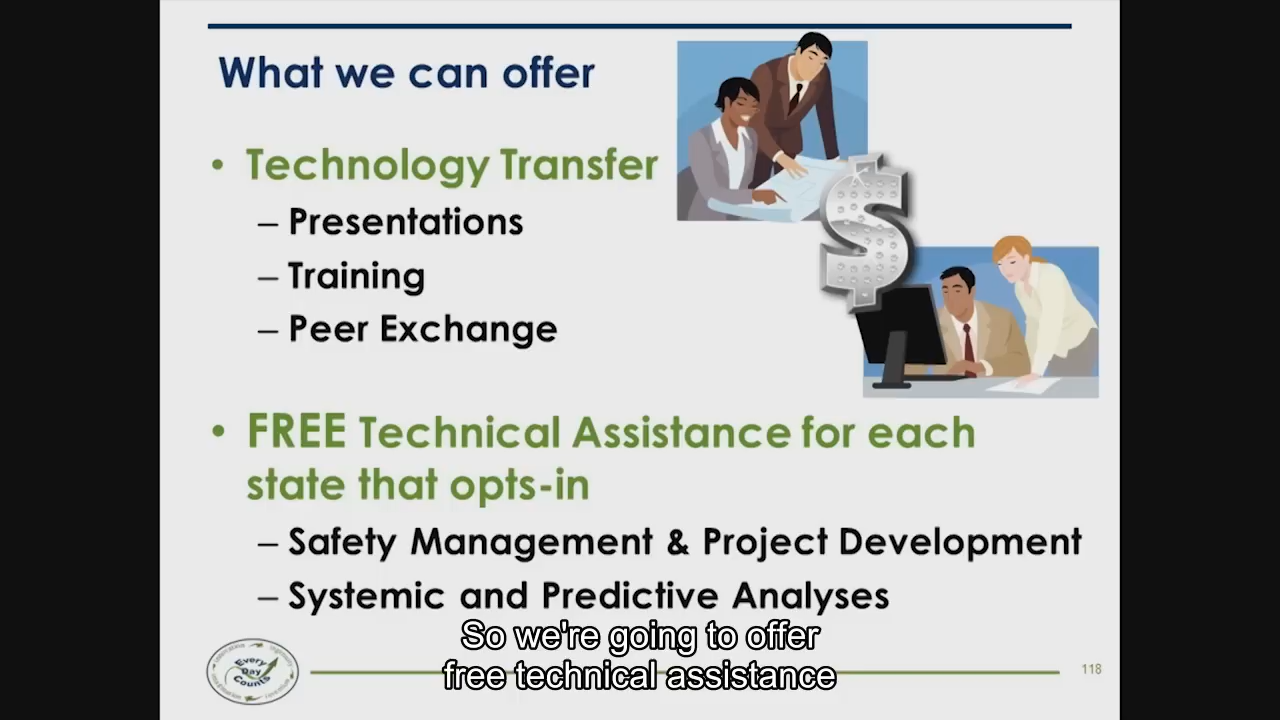 What we can offer
• Technology Transfer
– Presentations
– Training
– Peer Exchange
$
• FREE Technical Assistance for each
state that opts-in
– Safety Management & Project Development
– Systemic and Predictive Analyses
So we're going to offer
free technical assistance
Every
Day
Counts
118